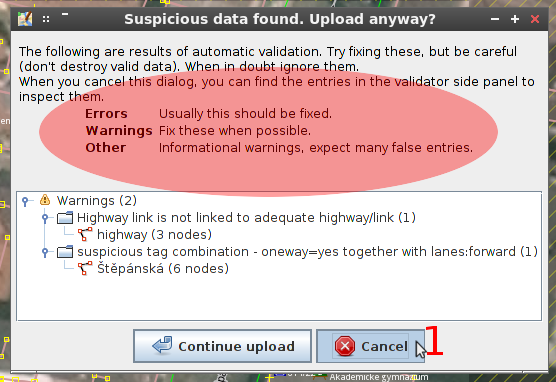 Suspicious data found. Upload anyway?
The following are results of automatic validation. Try fixing these, but be careful
(don't destroy valid data). When in doubt ignore them.
When you cancel this dialog, you can find the entries in the validator side panel to
inspect them.
Errors Usually this should be fixed.
Warnings Fix these when possible.
Other Informational warnings, expect many false entries.
Warnings (2)
Highway link is not linked to adequate highway/link (1)
highway (3 nodes)
suspicious tag combination - oneway=yes together with lanes:forward (1)
Štěpánská (6 nodes)
Continue upload
Cancel
1
Akademické gymnasium